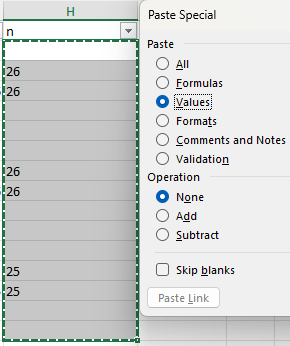 H
n
26
26
26
26
25
25
Paste Special
Paste
All
Formulas
Values
Formats
Comments and Notes
Validation
Operation
None
Add
Subtract
Skip blanks
Paste Link